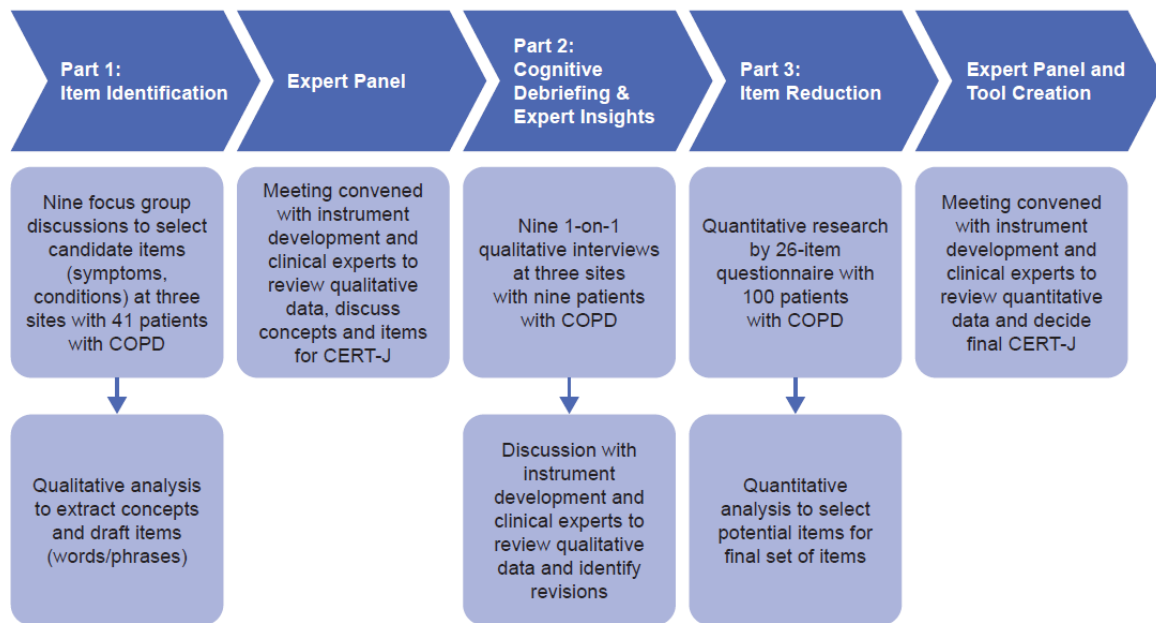 Part 1:
Item Identification
Expert Panel
Part 2:
Cognitive
Debriefing &
Expert Insights
Part 3:
Item Reduction
Expert Panel and
Tool Creation
Nine focus group
discussions to select
candidate items
(symptoms,
conditions) at three
sites with 41 patients
with COPD
Meeting convened
with instrument
development and
clinical experts to
review qualitative
data, discuss
concepts and items
for CERT-J
Nine 1-on-1
qualitative interviews
at three sites
with nine patients
with COPD
Quantitative research
by 26-item
questionnaire with
100 patients
with COPD
Meeting convened
with instrument
development and
clinical experts to
review quantitative
data and decide
final CERT-J
Qualitative analysis
to extract concepts
and draft items
(words/phrases)
Discussion with
instrument
development and
clinical experts to
review qualitative
data and identify
revisions
Quantitative
analysis to select
potential items for
final set of items